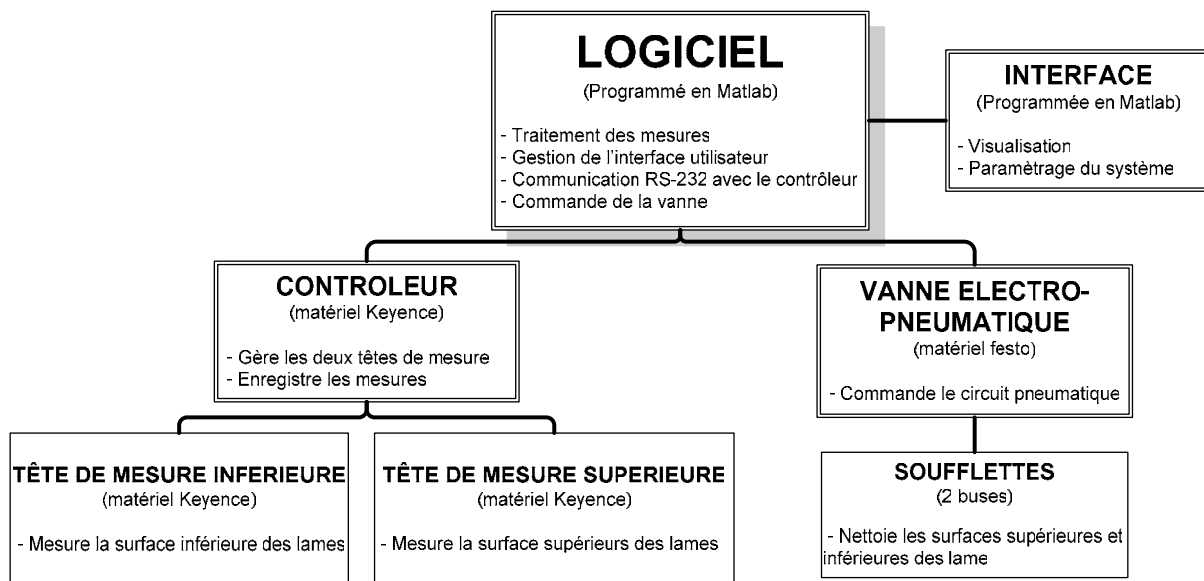 LOGICIEL
(Programmé en Matlab)
- Traitement des mesures
- Gestion de l'interface utilisateur
- Communication RS-232 avec le contrôleur
- Commande de la vanne
INTERFACE
(Programmée en Matlab)
- Visualisation
- Paramètrage du système
CONTROLEUR
(matériel Keyence)
- Gère les deux têtes de mesure
- Enregistre les mesures
VANNE ELECTRO-
PNEUMATIQUE
(matériel festo)
- Commande le circuit pneumatique
TÊTE DE MESURE INFERIEURE
(matériel Keyence)
- Mesure la surface inférieure des lames
TÊTE DE MESURE SUPERIEURE
(matériel Keyence)
- Mesure la surface supérieurs des lames
SOUFFLETTES
(2 buses)
- Nettoie les surfaces supérieures et
inférieures des lame